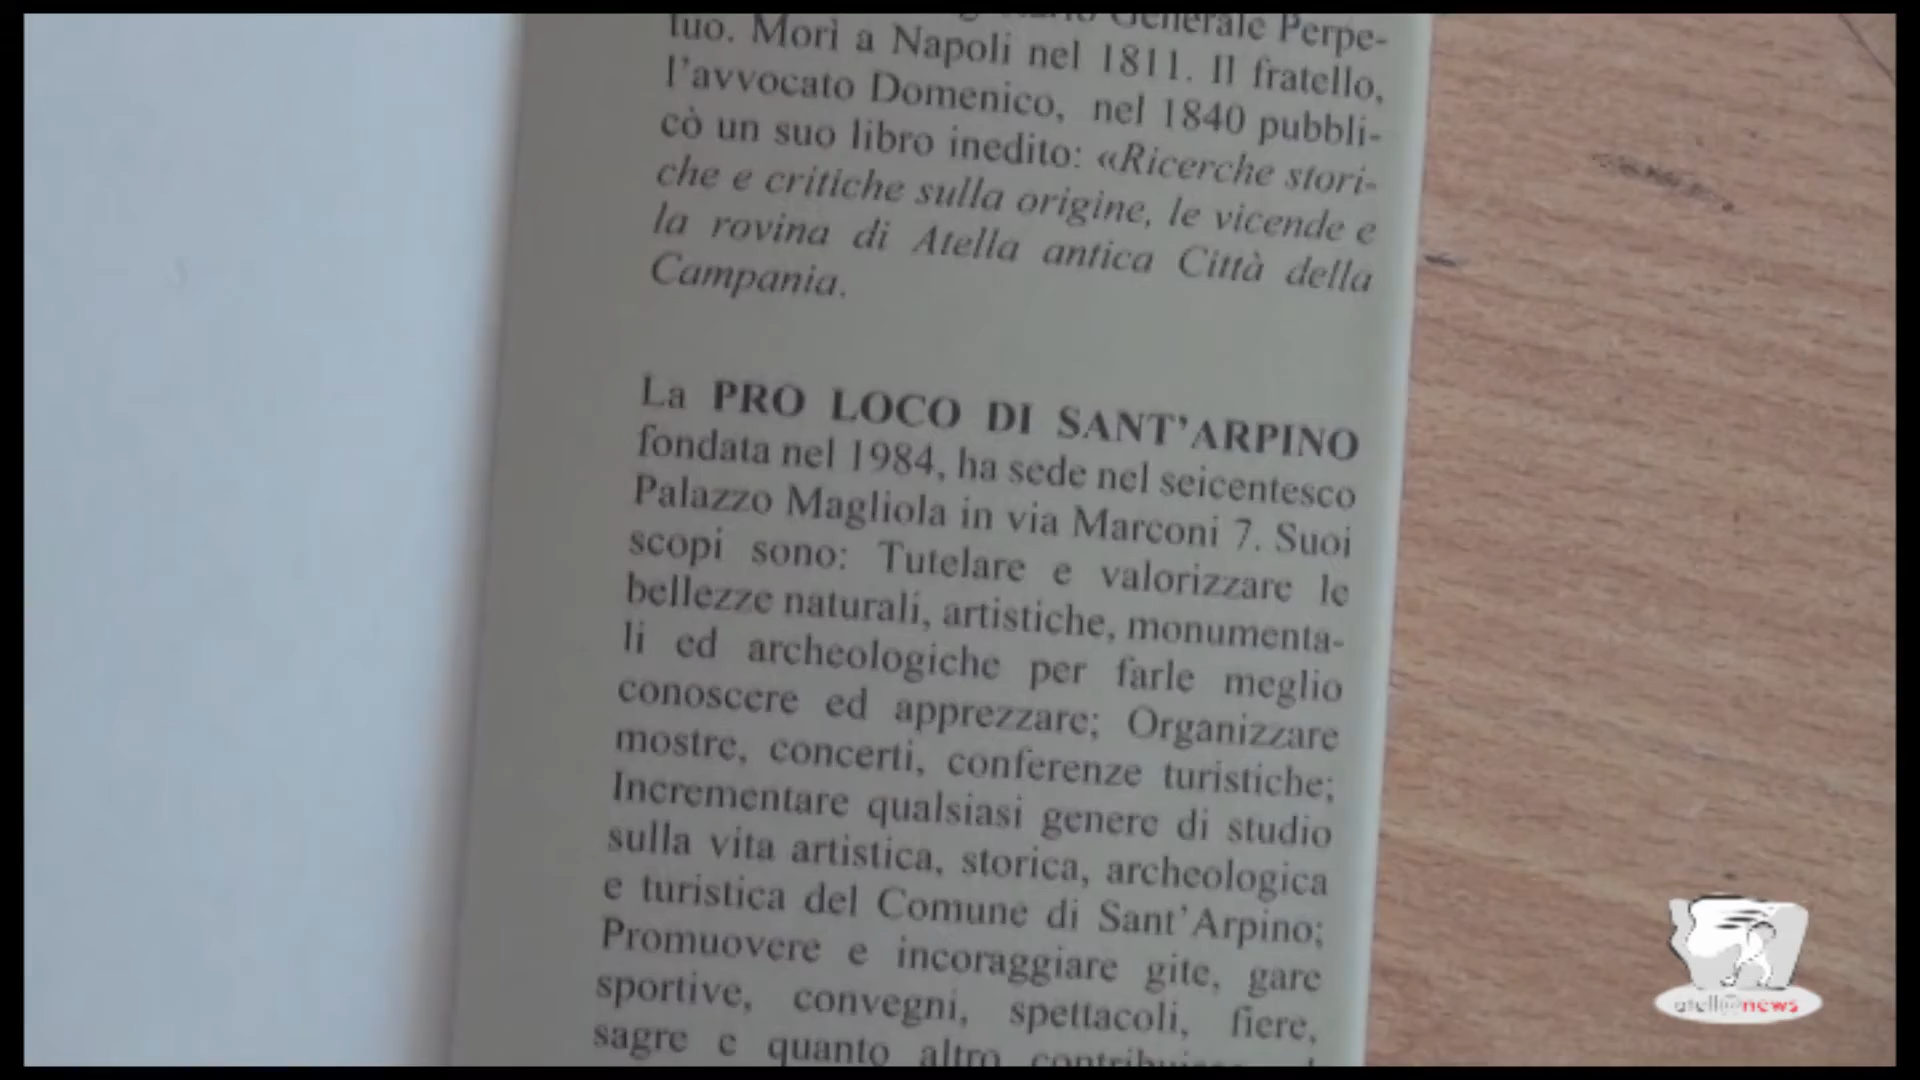 Generale Perpe-
tuo. Morì a Napoli nel 1811. Il fratello,
l'avvocato Domenico, nel 1840 pubbli-
cò un suo libro inedito: «Ricerche stori-
che e critiche sulla origine, le vicende e
la rovina di Atella antica Città della
Campania.
La PRO LOCO DI SANT'ARPINO
fondata nel 1984, ha sede nel seicentesco
Palazzo Magliola in via Marconi 7. Suoi
scopi sono: Tutelare e valorizzare le
bellezze naturali, artistiche, monumenta-
li ed archeologiche per farle meglio
conoscere ed apprezzare; Organizzare
mostre, concerti, conferenze turistiche;
Incrementare qualsiasi genere di studio
sulla vita artistica, storica, archeologica
e turistica del Comune di Sant'Arpino;
Promuovere e incoraggiare gite, gare
sportive, convegni, spettacoli, fiere,
sagre e quanto altro
atell@news